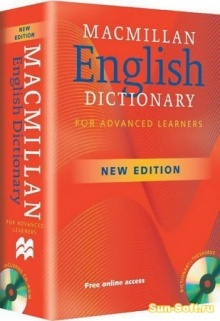 NEW EDITION
MACMILLAN
English Dictionary
FOR ADVANCED
LEARNERS
MACMILLAN
English
DICTIONARY
FOR ADVANCED LEARNERS
NEW EDITION
Free online access
Sun-Soft.ru